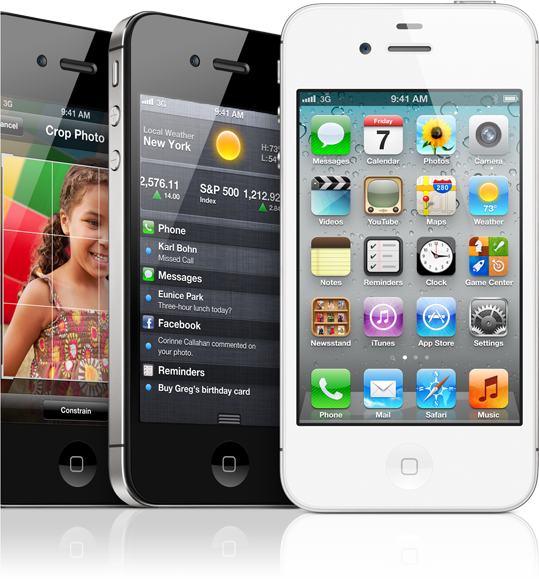 3G
9:41 AM
Cancel
Crop Photo
Constrain
3G
9:41 AM
Local Weather
New York
H:73°
L:54°
2,576.11
14.00
S&P 500
Index
1,212.92
2.84
Phone
Karl Bohn
Missed Call
Messages
Eunice Park
Three-hour lunch today?
Facebook
Corinne Callahan commented
on your photo.
Reminders
Buy Greg's birthday card
3G
9:41 AM
Friday
7
280
Messages
Calendar
Photos
Camera
73°
Videos
YouTube
Maps
Weather
Notes
Reminders
Clock
Game Center
Newsstand
iTunes
App Store
Settings
Phone
Mail
Safari
Music